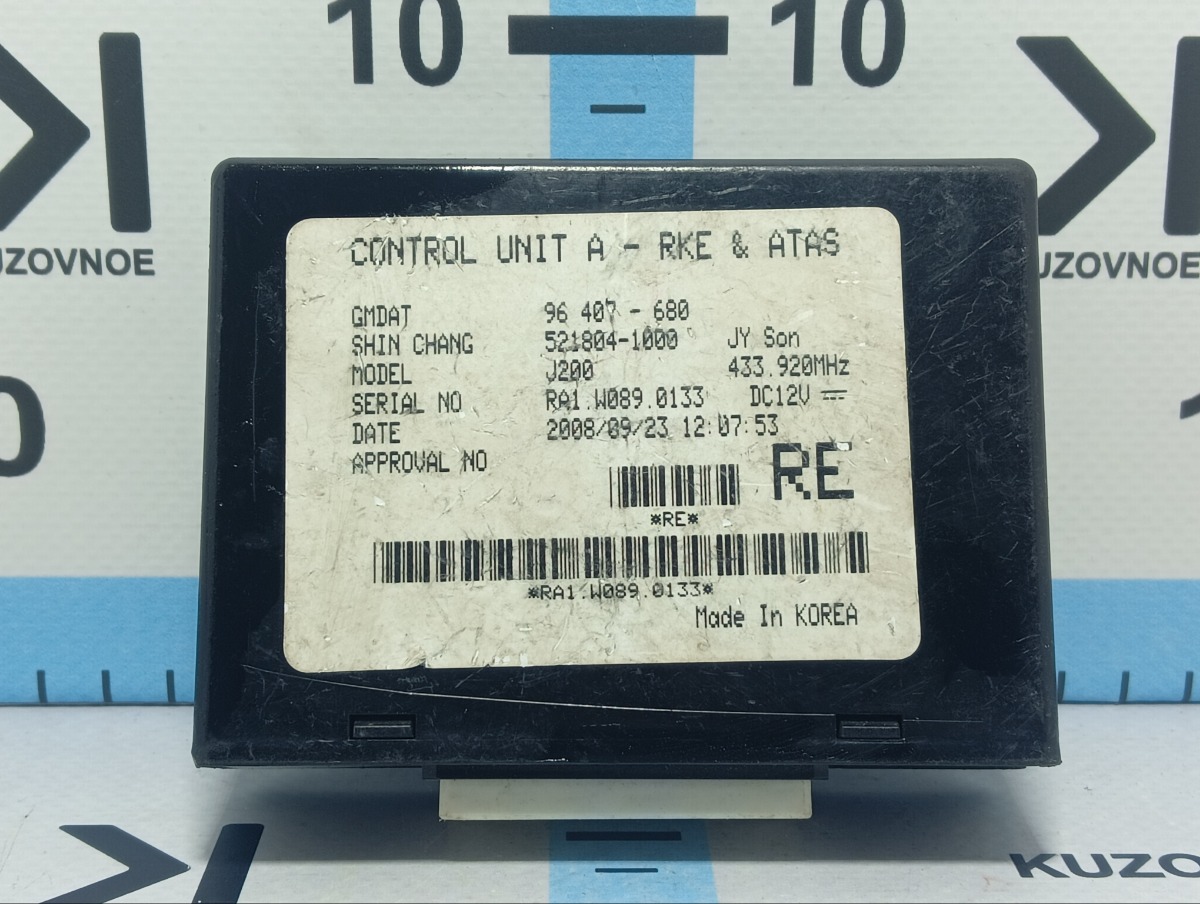 10 10
UZOVNOE
UZOVNOE
0
1
CONTROL UNIT A - RKE & ATAS
GMDAT 96 407 - 680
SHIN CHANG 521804-1000 JY Son
MODEL J200 433.920MHz
SERIAL NO RA1.W089.0133 DC12V
DATE 2008/09/23 12:07:53
APPROVAL NO
RE
*RE*
*RA1.W089.0133*
Made In KOREA
KUZO